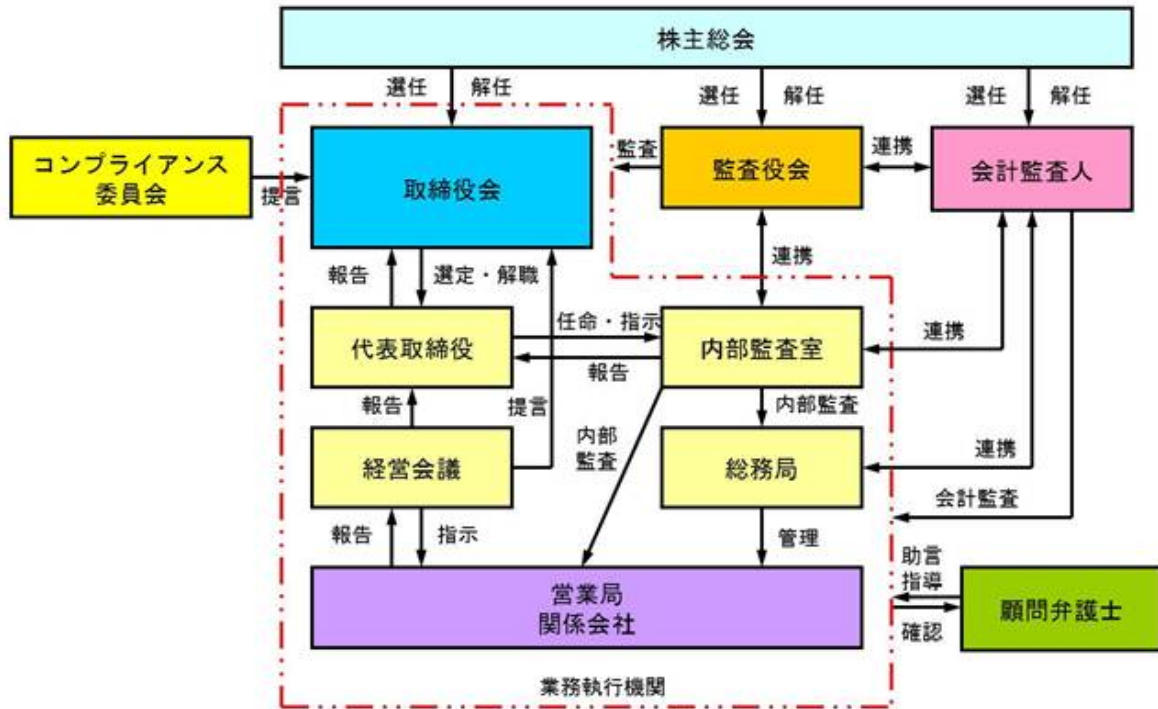 株主総会
選任
解任
選任
解任
選任
解任
コンプライアンス
委員会
提言
取締役会
監査
監査役会
連携
会計監査人
報告
選定・解職
連携
代表取締役
任命・指示
報告
内部監査室
連携
報告
提言
内部
監査
内部監査
経営会議
総務局
連携
会計監査
報告
指示
管理
営業局
関係会社
助言
指導
確認
顧問弁護士
業務執行機関